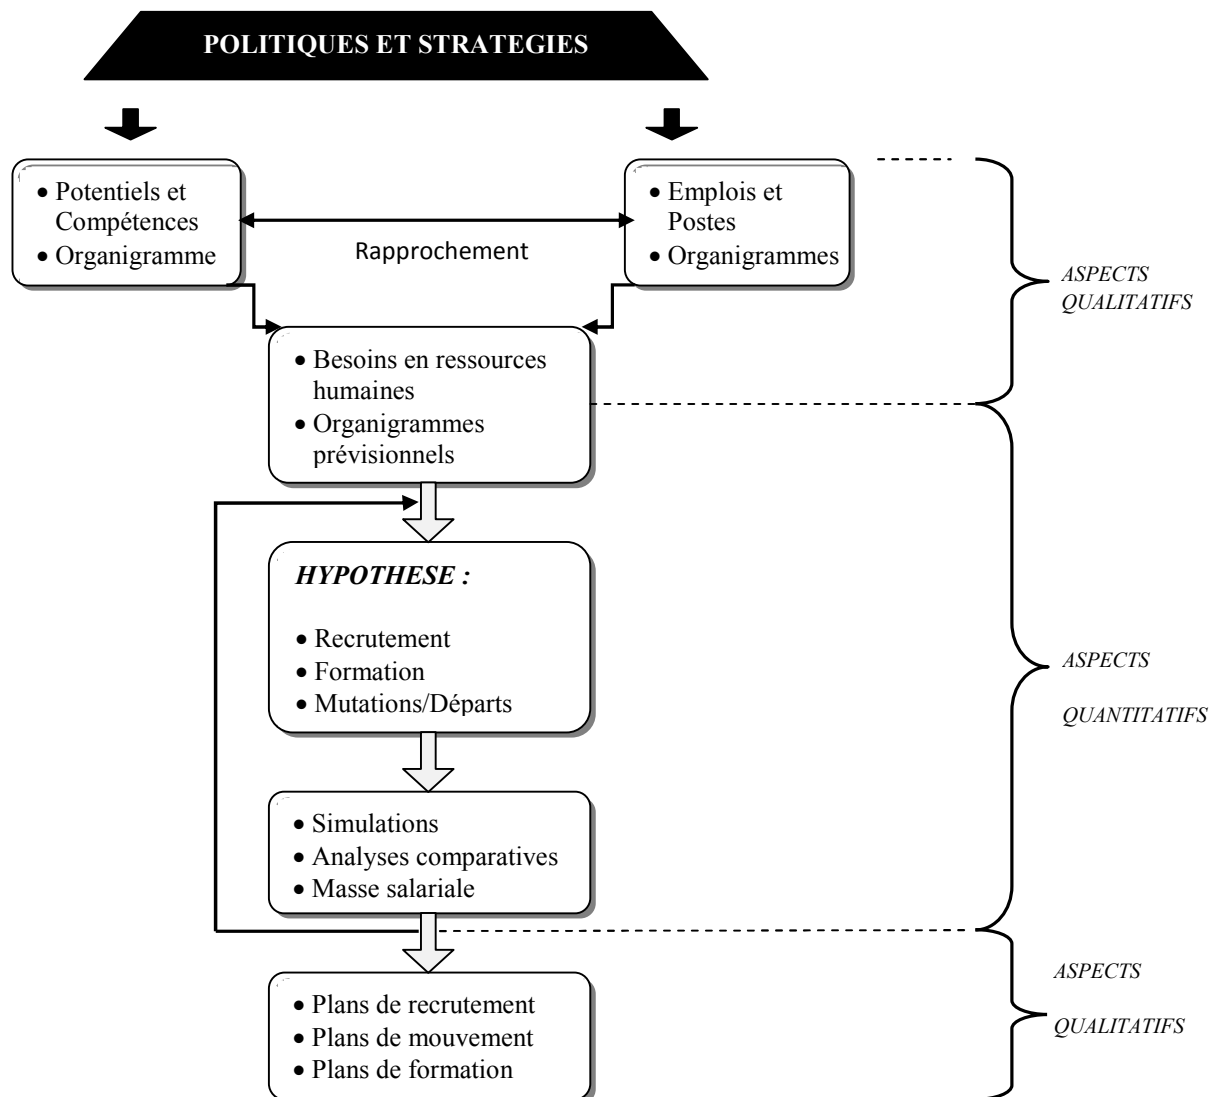 POLITIQUES ET STRATEGIES
• Potentiels et
Compétences
• Organigramme
Rapprochement
• Emplois et
Postes
• Organigrammes
ASPECTS
QUALITATIFS
• Besoins en ressources
humaines
• Organigrammes
prévisionnels
HYPOTHESE :
• Recrutement
• Formation
• Mutations/Départs
ASPECTS
QUANTITATIFS
• Simulations
• Analyses comparatives
• Masse salariale
ASPECTS
QUALITATIFS
• Plans de recrutement
• Plans de mouvement
• Plans de formation